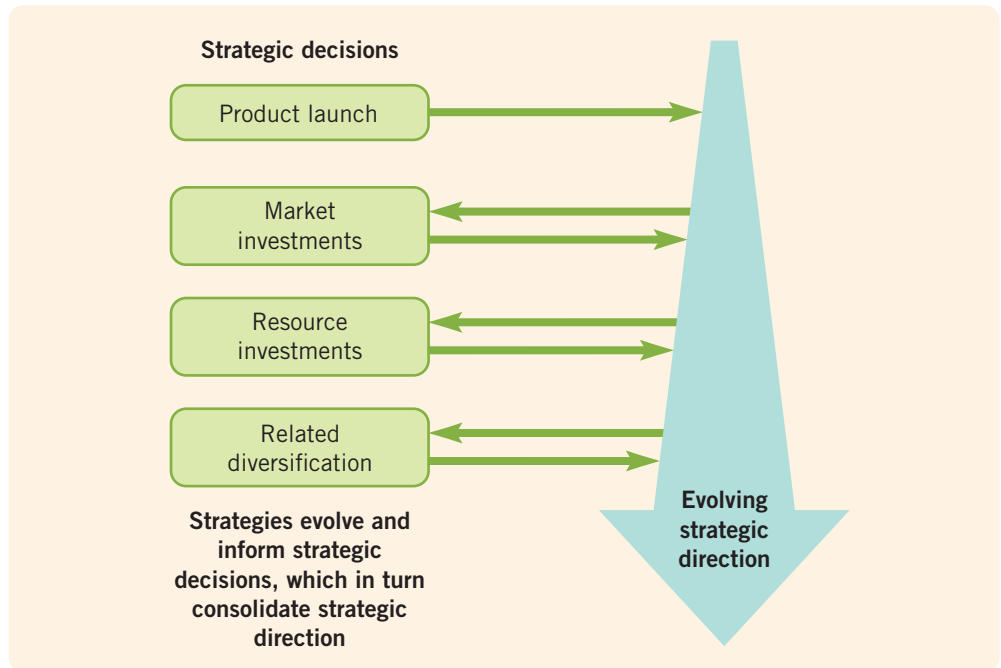 Strategic decisions
Product launch
Market
investments
Resource
investments
Related
diversification
Strategies evolve and
inform strategic
decisions, which in turn
consolidate strategic
direction
Evolving
strategic
direction